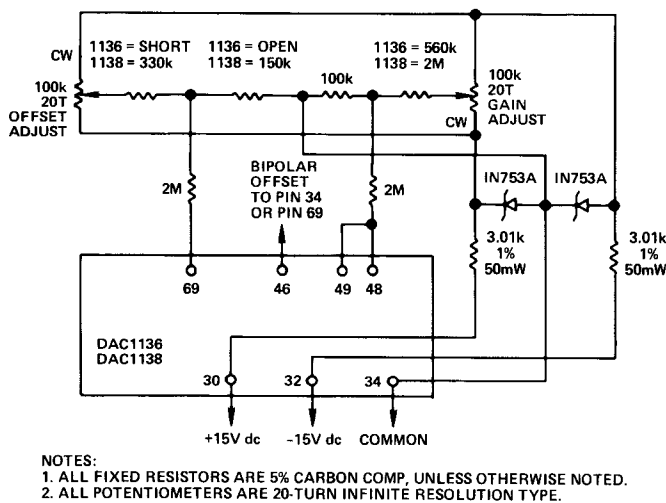 CW
1136 = SHORT
1138 = 330k
1136 = OPEN
1138 = 150k
1136 = 560k
1138 = 2M
100k
100k
20T
OFFSET
ADJUST
100k
20T
GAIN
ADJUST
CW
2M
BIPOLAR
OFFSET
TO PIN 34
OR PIN 69
2M
IN753A
IN753A
3.01k
1%
50mW
3.01k
1%
50mW
69
46
49
48
DAC1136
DAC1138
30
32
34
+15V dc
-15V dc
COMMON
NOTES:
1. ALL FIXED RESISTORS ARE 5% CARBON COMP, UNLESS OTHERWISE NOTED.
2. ALL POTENTIOMETERS ARE 20-TURN INFINITE RESOLUTION TYPE.